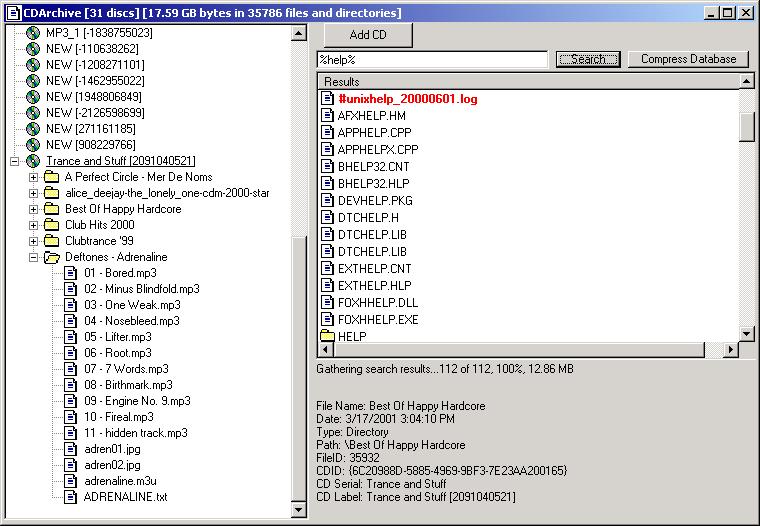 CDArchive [31 discs] [17.59 GB bytes in 35786 files and directories]
MP3_1 [-1838755023]
NEW [-110638262]
NEW [-1208271101]
NEW [-1462955022]
NEW [1948806849]
NEW [-2126598699]
NEW [271161185]
NEW [908229766]
Trance and Stuff [2091040521]
A Perfect Circle - Mer De Noms
alice_deejay-the_lonely_one-cdm-2000-star
Best Of Happy Hardcore
Club Hits 2000
Clubtrance '99
Deftones - Adrenaline
01 - Bored.mp3
02 - Minus Blindfold.mp3
03 - One Weak.mp3
04 - Nosebleed.mp3
05 - Lifter.mp3
06 - Root.mp3
07 - 7 Words.mp3
08 - Birthmark.mp3
09 - Engine No. 9.mp3
10 - Fireal.mp3
11 - hidden track.mp3
adren01.jpg
adren02.jpg
adrenaline.m3u
ADRENALINE.txt
Add CD
%help%
Search
Compress Database
Results
#unixhelp_20000601.log
AFXHELP.HM
APPHELP.CPP
APPHELPX.CPP
BHELP32.CNT
BHELP32.HLP
DEVHELP.PKG
DTCHELP.H
DTCHELP.LIB
DTCHELP.LIB
EXTHELP.CNT
EXTHELP.HLP
FOXHHELP.DLL
FOXHHELP.EXE
HELP
Gathering search results...112 of 112, 100%, 12.86 MB
File Name: Best Of Happy Hardcore
Date: 3/17/2001 3:04:10 PM
Type: Directory
Path: \Best Of Happy Hardcore
FileID: 35932
CDID: {6C20988D-5885-4969-9BF3-7E23AA200165}
CD Serial: Trance and Stuff
CD Label: Trance and Stuff [2091040521]